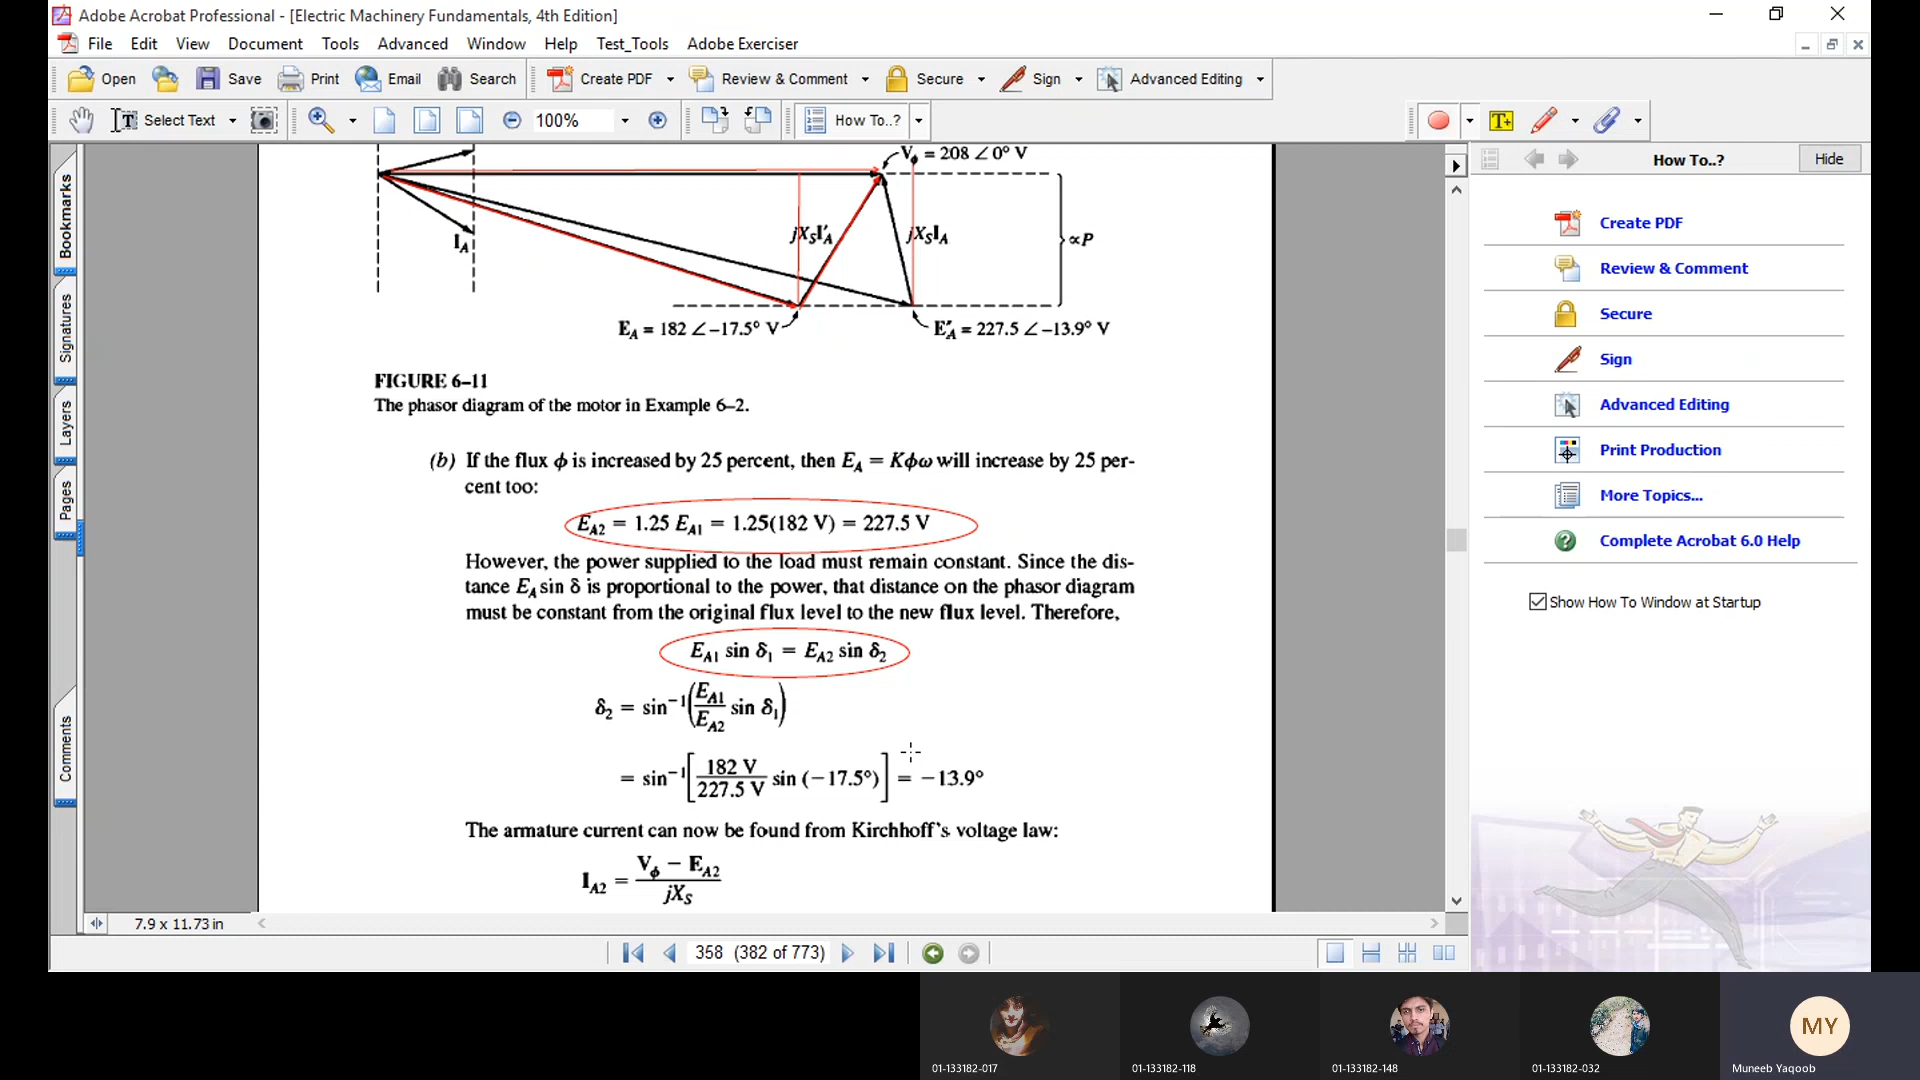 Adobe Acrobat Professional - [Electric Machinery Fundamentals, 4th Edition]
File Edit View Document Tools Advanced Window Help Test_Tools Adobe Exerciser
Open Save Print Email Search Create PDF Review & Comment Secure Sign Advanced Editing
Select Text 100% How To..? T+
Bookmarks
Signatures
Layers
Pages
Comments
V_ϕ = 208 ∠0° V
I_A
jX_S I′_A
jX_S I_A
∝P
E_A = 182 ∠−17.5° V
E′_A = 227.5 ∠−13.9° V
FIGURE 6–11
The phasor diagram of the motor in Example 6–2.
(b) If the flux ϕ is increased by 25 percent, then E_A = Kϕω will increase by 25 per-
cent too:
E_A2 = 1.25 E_A1 = 1.25(182 V) = 227.5 V
However, the power supplied to the load must remain constant. Since the dis-
tance E_A sin δ is proportional to the power, that distance on the phasor diagram
must be constant from the original flux level to the new flux level. Therefore,
E_A1 sin δ_1 = E_A2 sin δ_2
δ_2 = sin⁻¹(E_A1/E_A2 sin δ_1)
= sin⁻¹[182 V/227.5 V sin (−17.5°)] = −13.9°
The armature current can now be found from Kirchhoff's voltage law:
I_A2 = V_ϕ − E_A2 / jX_S
7.9 x 11.73 in
358 (382 of 773)
How To..?
Hide
Create PDF
Review & Comment
Secure
Sign
Advanced Editing
Print Production
More Topics...
Complete Acrobat 6.0 Help
Show How To Window at Startup
MY
01-133182-017
01-133182-118
01-133182-148
01-133182-032
Muneeb Yaqoob